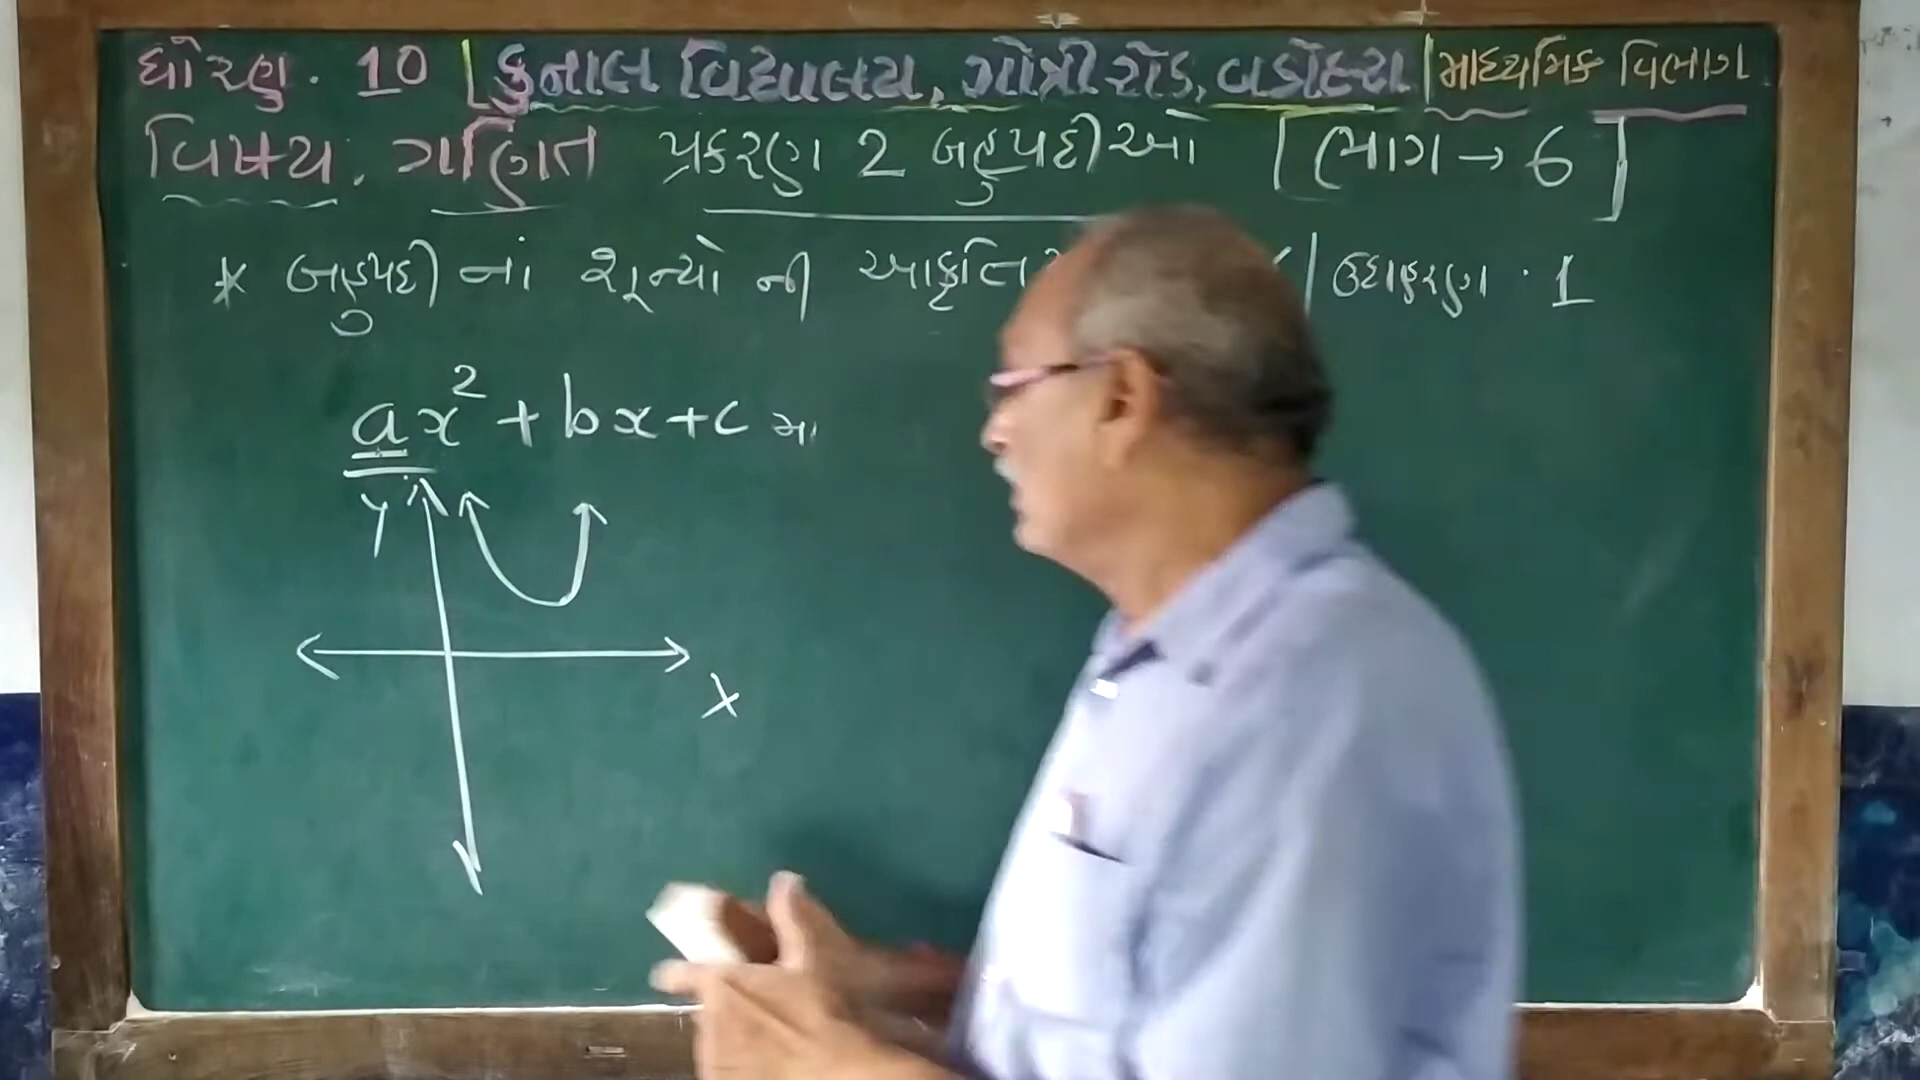 ધોરણ. 10 | કુનાલ વિદ્યાલય, ગોત્રી રોડ, વડોદરા | માધ્યમિક વિભાગ
વિષય. ગણિત પ્રકરણ 2 બહુપદીઓ [ ભાગ → 6 ]
* બહુપદી નાં શૂન્યો ની | ઉદાહરણ . 1
ax² + bx + c માં
Y
X